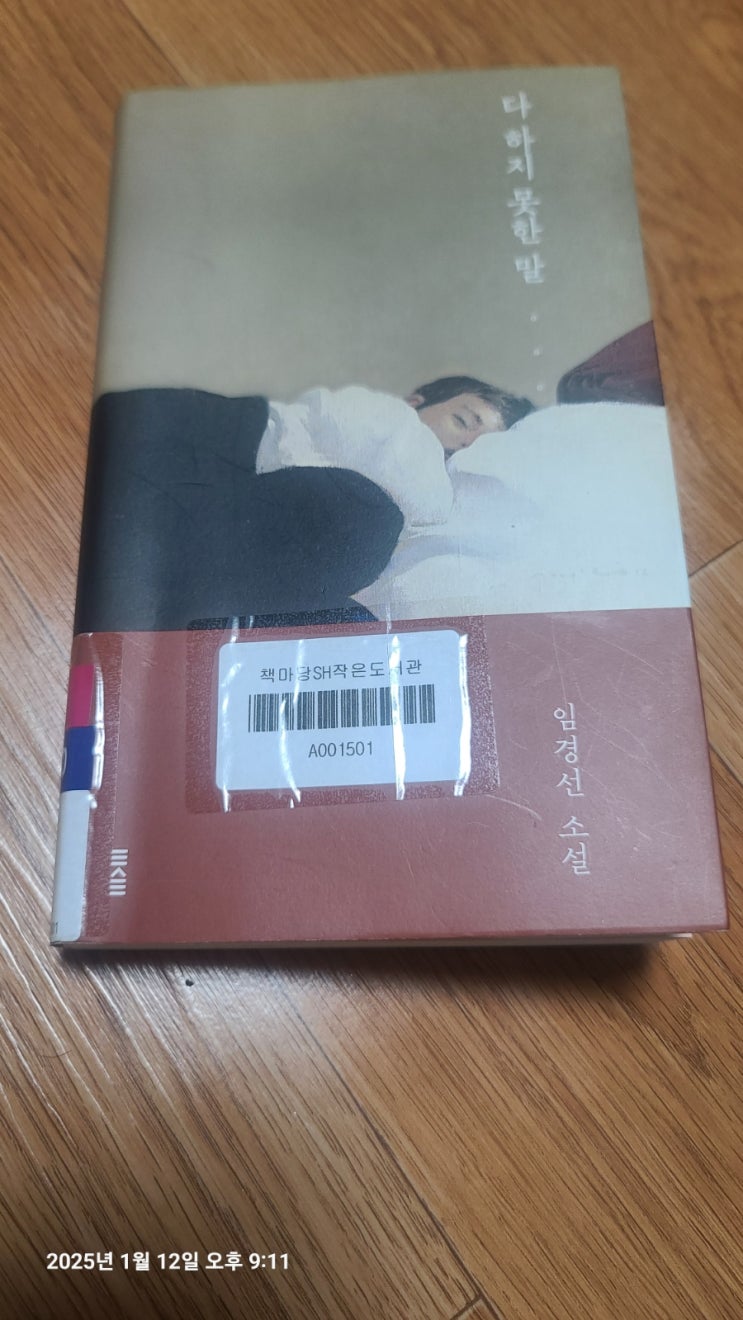 다 하지 못한 말
책마당SH작은도서관
A001501
임경선 소설
2025년 1월 12일 오후 9:11